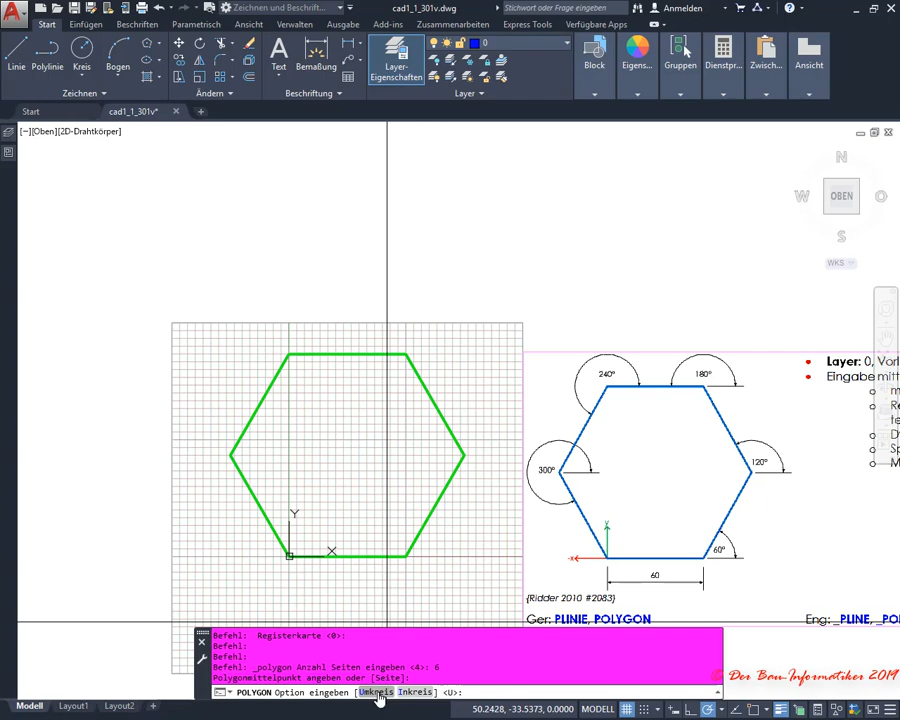 Zeichnen und Beschriften
cad1_1_301v.dwg
Stichwort oder Frage eingeben
Anmelden
Start Einfügen Beschriften Parametrisch Ansicht Verwalten Ausgabe Add-ins Zusammenarbeiten Express Tools Verfügbare Apps
0
Linie Polylinie Kreis Bogen
Text Bemaßung
Layer-
Eigenschaften
Block Eigens... Gruppen Dienstpr... Zwisch... Ansicht
Zeichnen Ändern Beschriftung Layer
Start cad1_1_301v*
[−][Oben][2D-Drahtkörper]
N
W OBEN O
S
WKS
Layer: 0, Vorl
Eingabe mitt
240° 180°
300° 120°
60°
Y
X
y
x
60
{Ridder 2010 #2083}
Ger: PLINIE, POLYGON
Eng: _PLINE, _PO
Befehl: Registerkarte <0>:
Befehl:
Befehl:
Befehl: _polygon Anzahl Seiten eingeben <4>: 6
Polygonmittelpunkt angeben oder [Seite]:
POLYGON Option eingeben [Umkreis Inkreis] <U>:
© Der Bau Informatiker 2019
Modell Layout1 Layout2 +
50.2428, -33.5373, 0.0000 MODELL